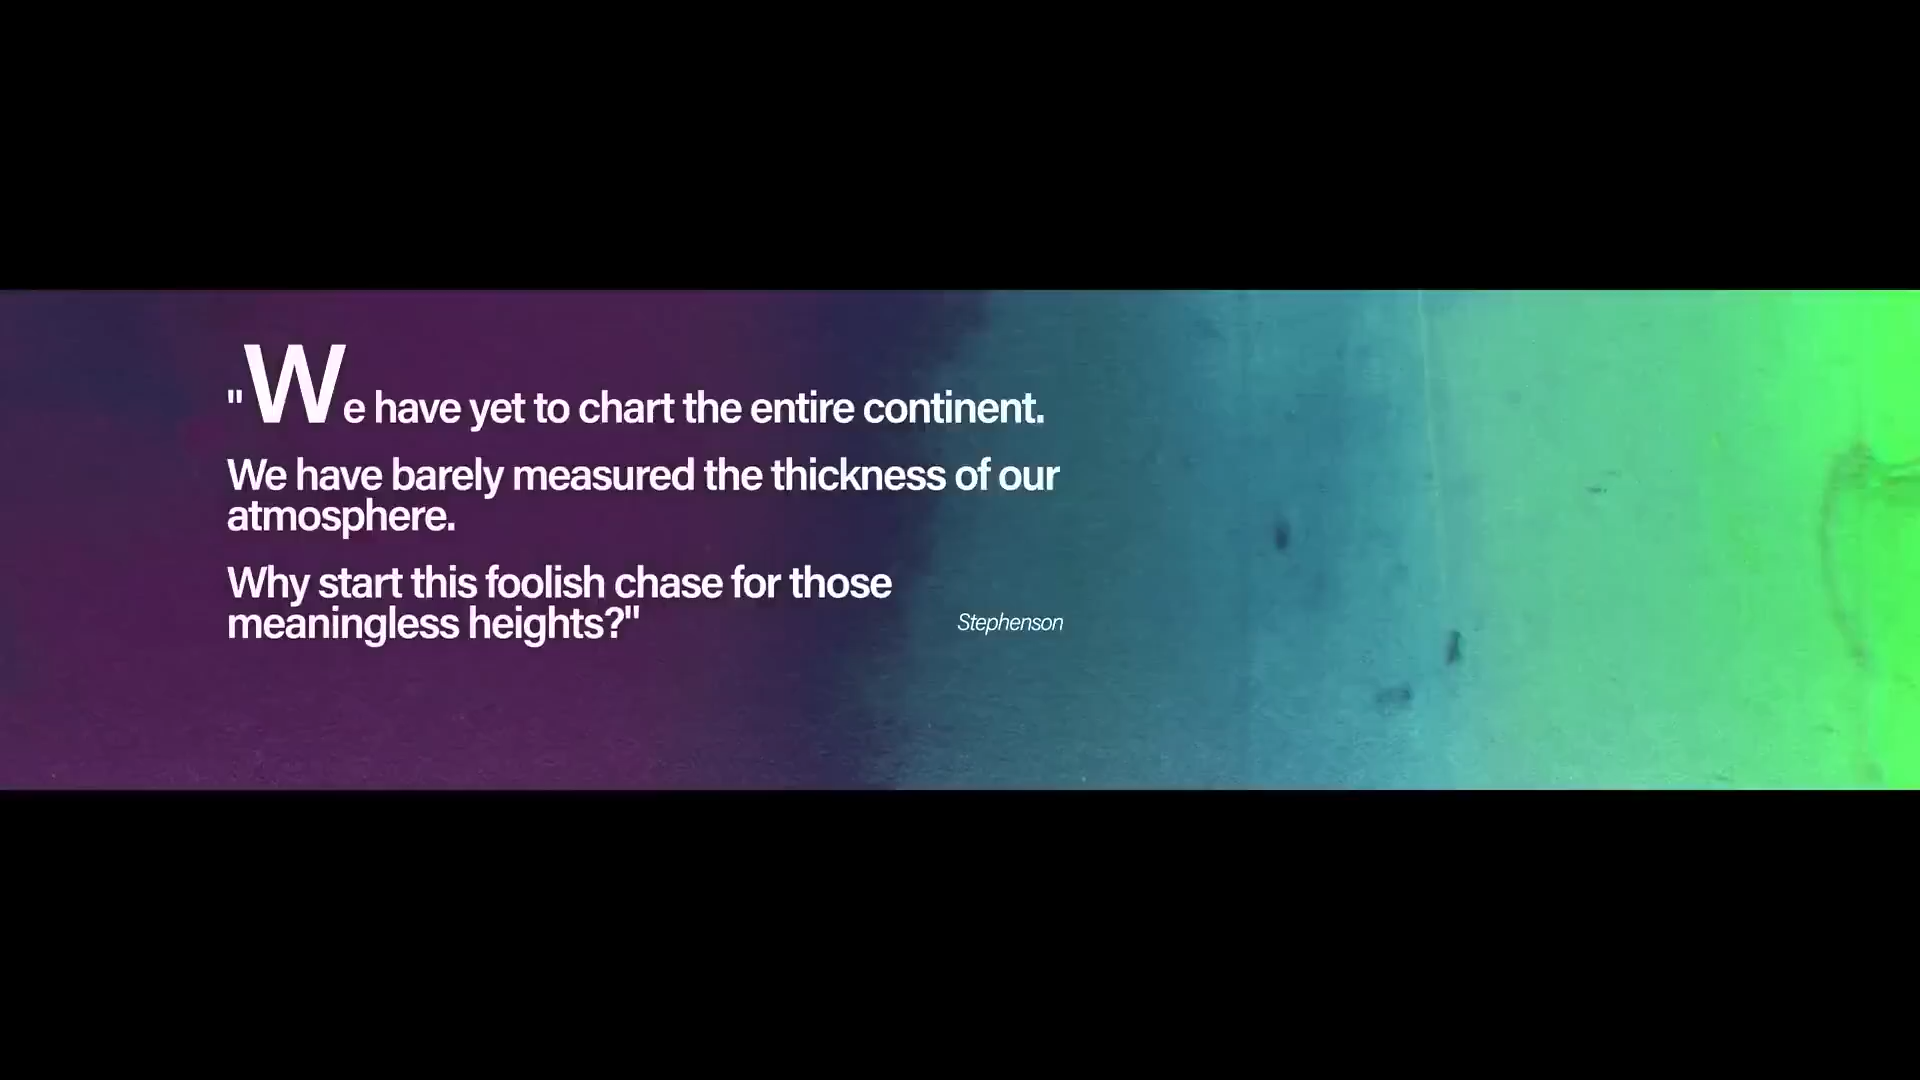 "We have yet to chart the entire continent.
We have barely measured the thickness of our
atmosphere.
Why start this foolish chase for those
meaningless heights?"
Stephenson